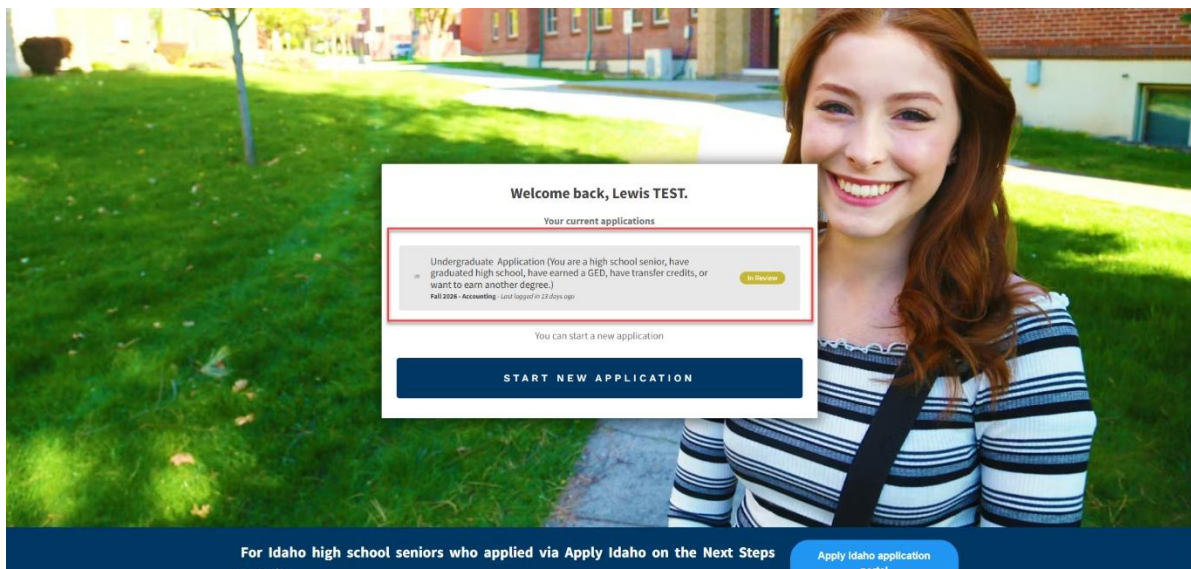 Welcome back, Lewis TEST.
Your current applications
Undergraduate Application (You are a high school senior, have
graduated high school, have earned a GED, have transfer credits, or
want to earn another degree.)
In Review
Fall 2026 - Accounting - Last logged in 13 days ago
You can start a new application
START NEW APPLICATION
For Idaho high school seniors who applied via Apply Idaho on the Next Steps
Apply Idaho application